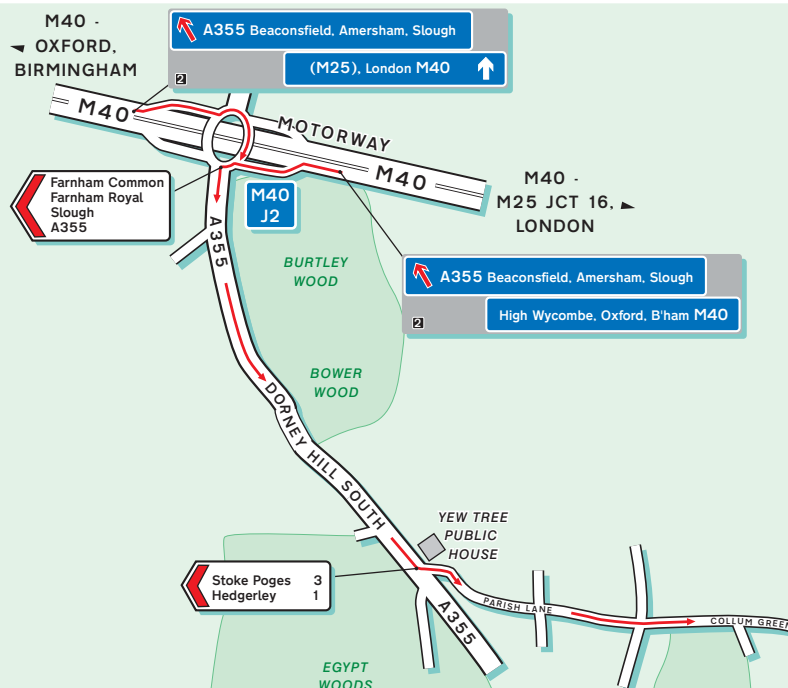 M40 -
OXFORD,
BIRMINGHAM
A355 Beaconsfield, Amersham, Slough
(M25), London M40
2
M40
MOTORWAY
M40
M40 -
M25 JCT 16,
LONDON
Farnham Common
Farnham Royal
Slough
A355
M40
J2
A355
BURTLEY
WOOD
A355 Beaconsfield, Amersham, Slough
High Wycombe, Oxford, B'ham M40
2
BOWER
WOOD
DORNEY HILL SOUTH
YEW TREE
PUBLIC
HOUSE
Stoke Poges 3
Hedgerley 1
PARISH LANE
COLLUM GREEN
A355
EGYPT
WOODS